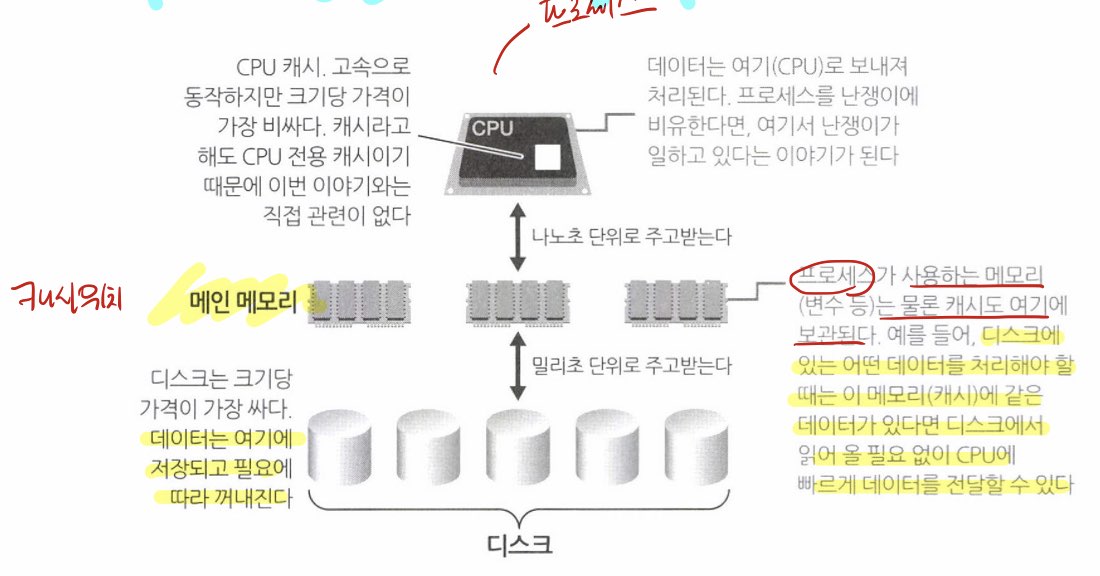 프로세스
CPU 캐시. 고속으로
동작하지만 크기당 가격이
가장 비싸다. 캐시라고
해도 CPU 전용 캐시이기
때문에 이번 이야기와는
직접 관련이 없다
CPU
데이터는 여기(CPU)로 보내져
처리된다. 프로세스를 난쟁이에
비유한다면, 여기서 난쟁이가
일하고 있다는 이야기가 된다
나노초 단위로 주고받는다
캐시위치
메인 메모리
프로세스가 사용하는 메모리
(변수 등)는 물론 캐시도 여기에
보관된다. 예를 들어, 디스크에
있는 어떤 데이터를 처리해야 할
때는 이 메모리(캐시)에 같은
데이터가 있다면 디스크에서
읽어 올 필요 없이 CPU에
빠르게 데이터를 전달할 수 있다
밀리초 단위로 주고받는다
디스크는 크기당
가격이 가장 싸다.
데이터는 여기에
저장되고 필요에
따라 꺼내진다
디스크